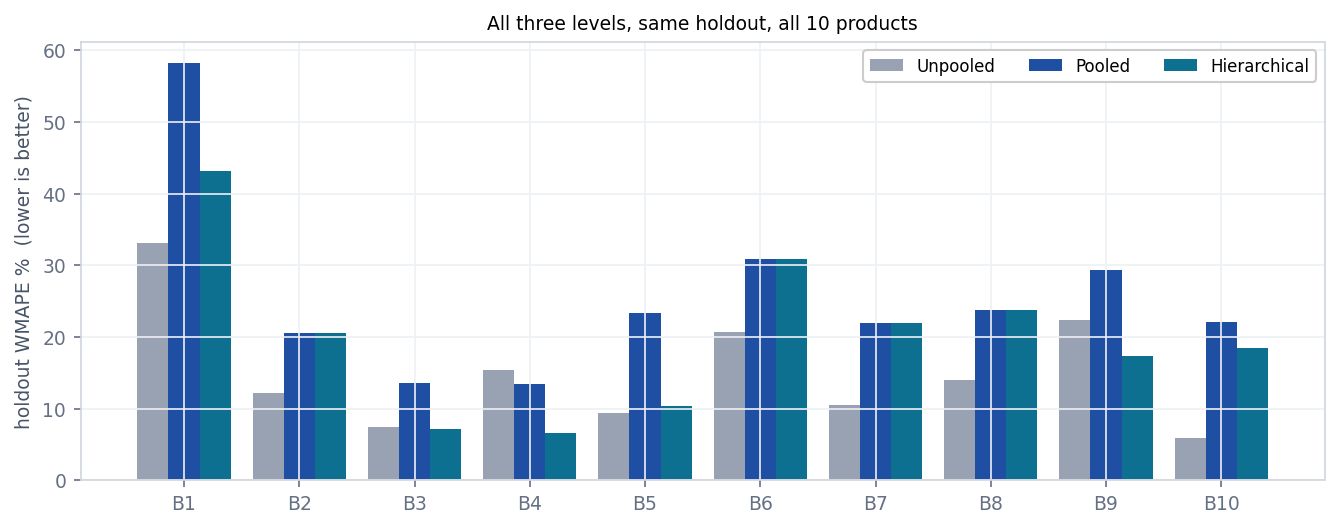 All three levels, same holdout, all 10 products
Unpooled
Pooled
Hierarchical
holdout WMAPE % (lower is better)
60
50
40
30
20
10
0
B1 B2 B3 B4 B5 B6 B7 B8 B9 B10